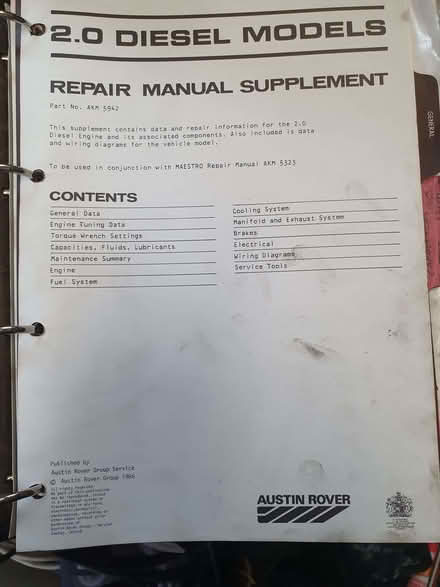 2.0 DIESEL MODELS
REPAIR MANUAL SUPPLEMENT
Part No. AKM 5942
This supplement contains data and repair information for the 2.0
Diesel Engine and its associated components. Also included is data
and wiring diagrams for the vehicle model.
To be used in conjunction with MAESTRO Repair Manual AKM 5323
CONTENTS
General Data
Engine Tuning Data
Torque Wrench Settings
Capacities, Fluids, Lubricants
Maintenance Summary
Engine
Fuel System
Cooling System
Manifold and Exhaust System
Brakes
Electrical
Wiring Diagrams
Service Tools
Published by
Austin Rover Group Service
© Austin Rover Group 1986
All rights reserved
AUSTIN ROVER
GENERAL